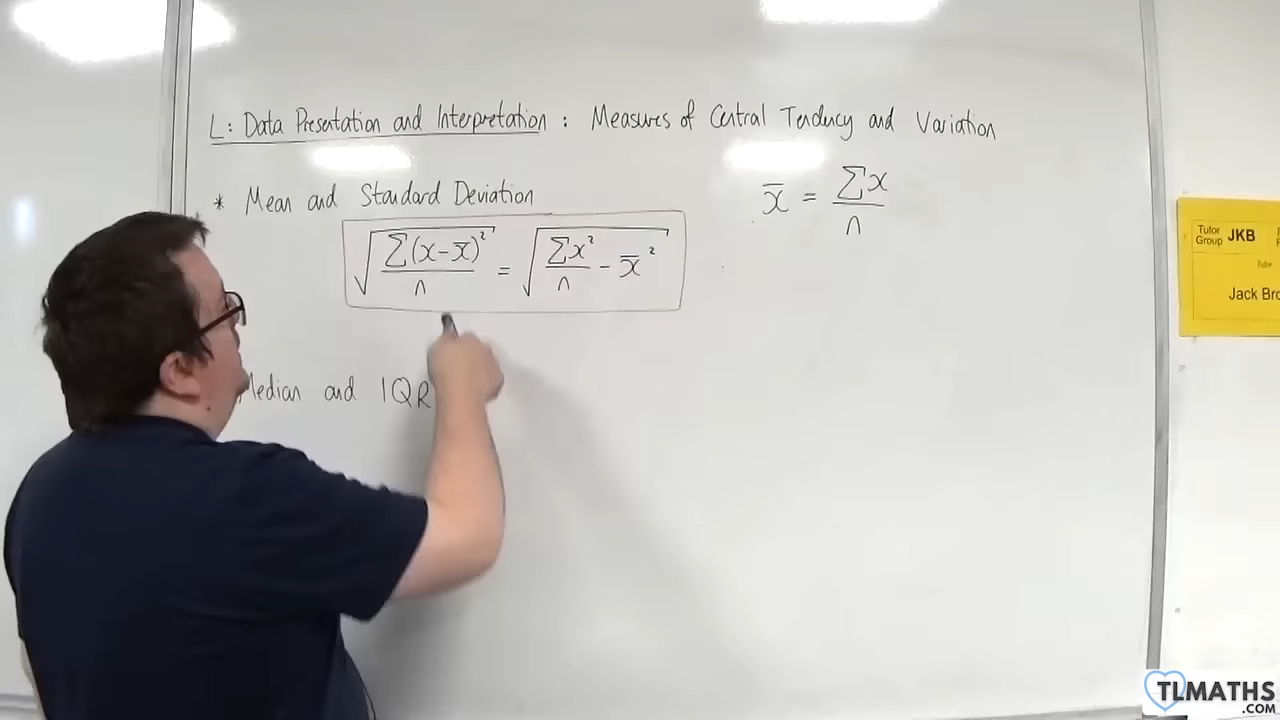 L: Data Presentation and Interpretation : Measures of Central Tendency and Variation
* Mean and Standard Deviation
x̄ = Σx / n
√(Σ(x-x̄)² / n) = √(Σx² / n - x̄²)
Median and IQR
Tutor Group JKB
Tutor
Jack Bro
TLMATHS
.COM